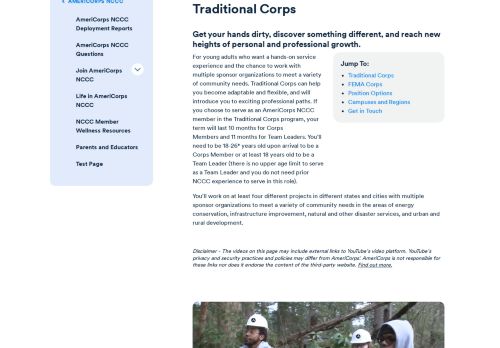 AMERICORPS NCCC
AmeriCorps NCCC
Deployment Reports
AmeriCorps NCCC
Questions
Join AmeriCorps
NCCC
Life in AmeriCorps
NCCC
NCCC Member
Wellness Resources
Parents and Educators
Test Page
Traditional Corps
Get your hands dirty, discover something different, and reach new
heights of personal and professional growth.
For young adults who want a hands-on service
experience and the chance to work with
multiple sponsor organizations to meet a variety
of community needs. Traditional Corps can help
you become adaptable and flexible, and will
introduce you to exciting professional paths. If
you choose to serve as an AmeriCorps NCCC
member in the Traditional Corps program, your
term will last 10 months for Corps
Members and 11 months for Team Leaders. You'll
need to be 18-26* years old upon arrival to be a
Corps Member or at least 18 years old to be a
Team Leader (there is no upper age limit to serve
as a Team Leader and you do not need prior
NCCC experience to serve in this role).
Jump To:
Traditional Corps
FEMA Corps
Position Options
Campuses and Regions
Get in Touch
You'll work on at least four different projects in different states and cities with multiple
sponsor organizations to meet a variety of community needs in the areas of energy
conservation, infrastructure improvement, natural and other disaster services, and urban and
rural development.
Disclaimer - The videos on this page may include external links to YouTube's video platform. YouTube's
privacy and security practices and policies may differ from AmeriCorps'. AmeriCorps is not responsible for
these links nor does it endorse the content of the third-party website. Find out more.